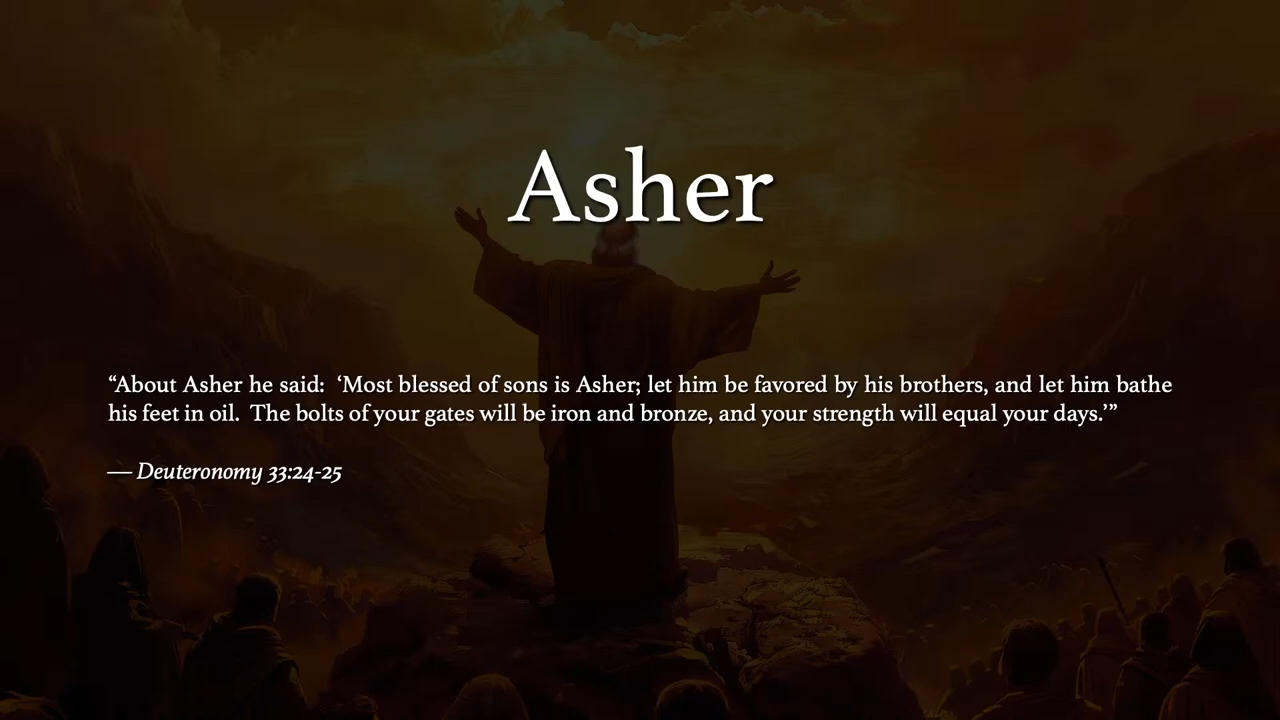 Asher
“About Asher he said:  ‘Most blessed of sons is Asher; let him be favored by his brothers, and let him bathe
his feet in oil.  The bolts of your gates will be iron and bronze, and your strength will equal your days.’”
— Deuteronomy 33:24-25